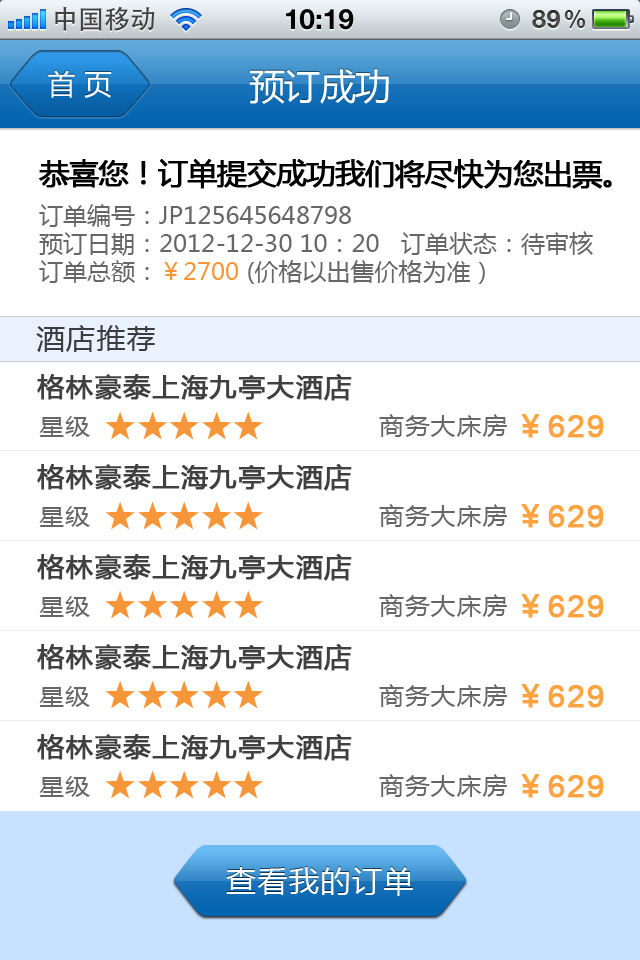 中国移动 10:19 89%
首页 预订成功
恭喜您！订单提交成功我们将尽快为您出票。
订单编号：JP125645648798
预订日期：2012-12-30 10：20 订单状态：待审核
订单总额：￥2700 (价格以出售价格为准）
酒店推荐
格林豪泰上海九亭大酒店
星级 ★★★★★ 商务大床房 ￥629
格林豪泰上海九亭大酒店
星级 ★★★★★ 商务大床房 ￥629
格林豪泰上海九亭大酒店
星级 ★★★★★ 商务大床房 ￥629
格林豪泰上海九亭大酒店
星级 ★★★★★ 商务大床房 ￥629
格林豪泰上海九亭大酒店
星级 ★★★★★ 商务大床房 ￥629
查看我的订单